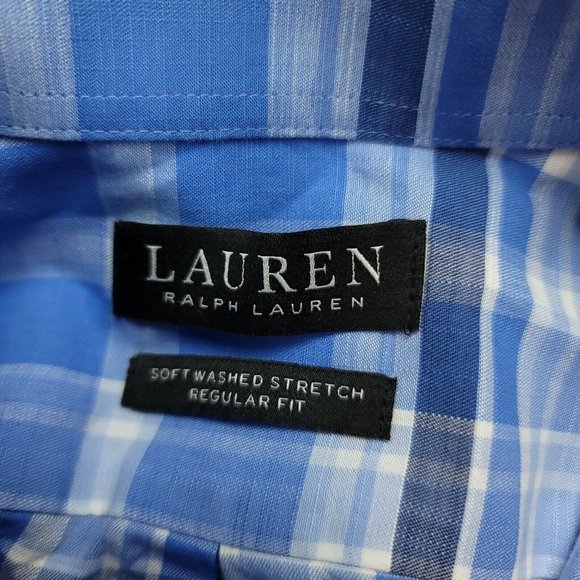 LAUREN
RALPH LAUREN
SOFT WASHED STRETCH
REGULAR FIT